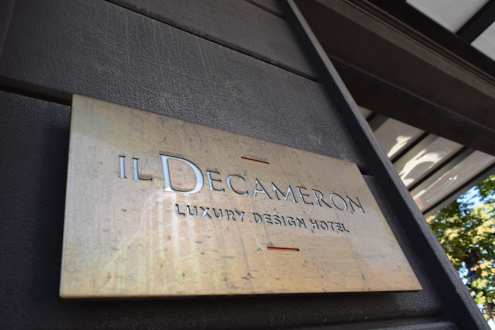 IL DECAMERON
LUXURY DESIGN HOTEL